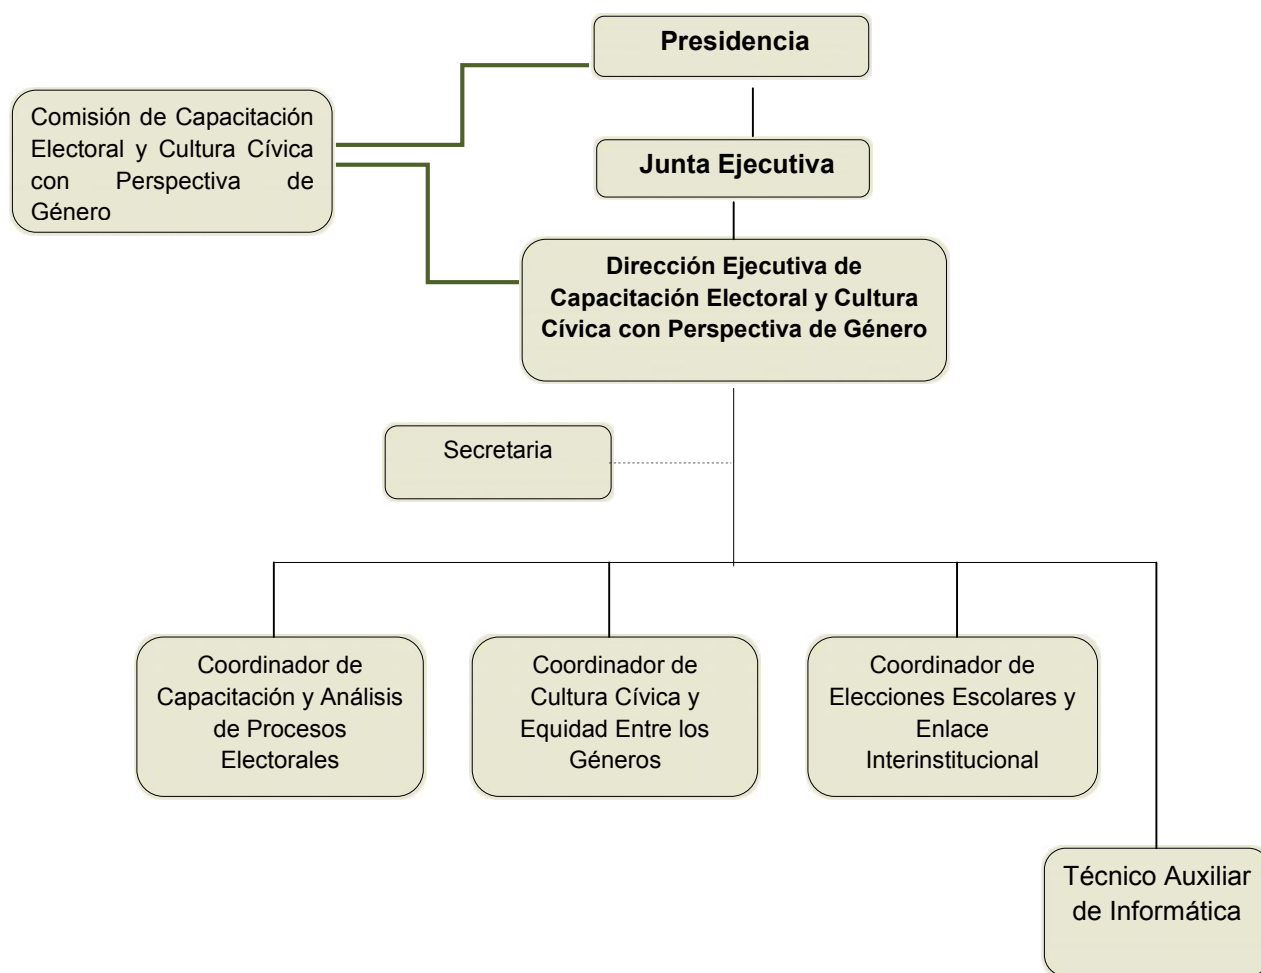 Presidencia
Comisión de Capacitación
Electoral y Cultura Cívica
con Perspectiva de
Género
Junta Ejecutiva
Dirección Ejecutiva de
Capacitación Electoral y Cultura
Cívica con Perspectiva de Género
Secretaria
Coordinador de
Capacitación y Análisis
de Procesos
Electorales
Coordinador de
Cultura Cívica y
Equidad Entre los
Géneros
Coordinador de
Elecciones Escolares y
Enlace
Interinstitucional
Técnico Auxiliar
de Informática